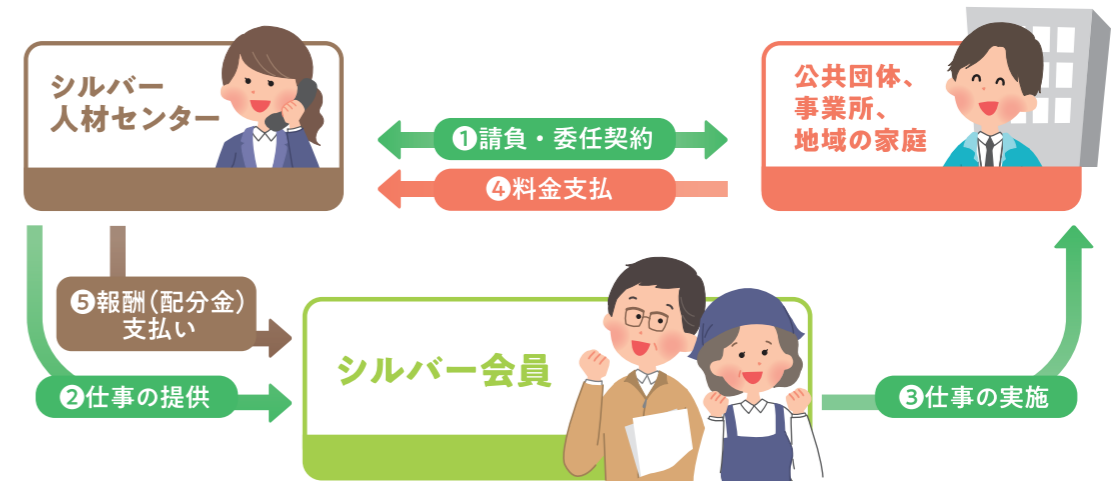 シルバー
人材センター
公共団体、
事業所、
地域の家庭
❶請負・委任契約
❹料金支払
❺報酬（配分金）
支払い
シルバー会員
❷仕事の提供
❸仕事の実施